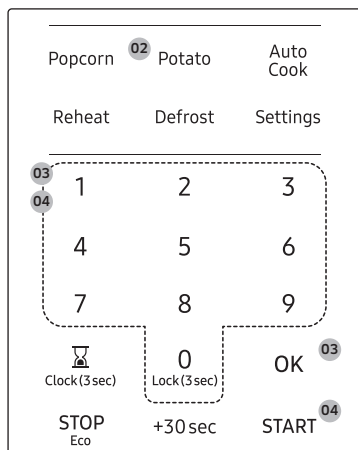 Popcorn 02 Potato Auto
Cook
Reheat Defrost Settings
03
1 2 3
04
4 5 6
7 8 9
0 OK 03
Clock(3 sec) Lock(3 sec)
STOP +30 sec START 04
Eco